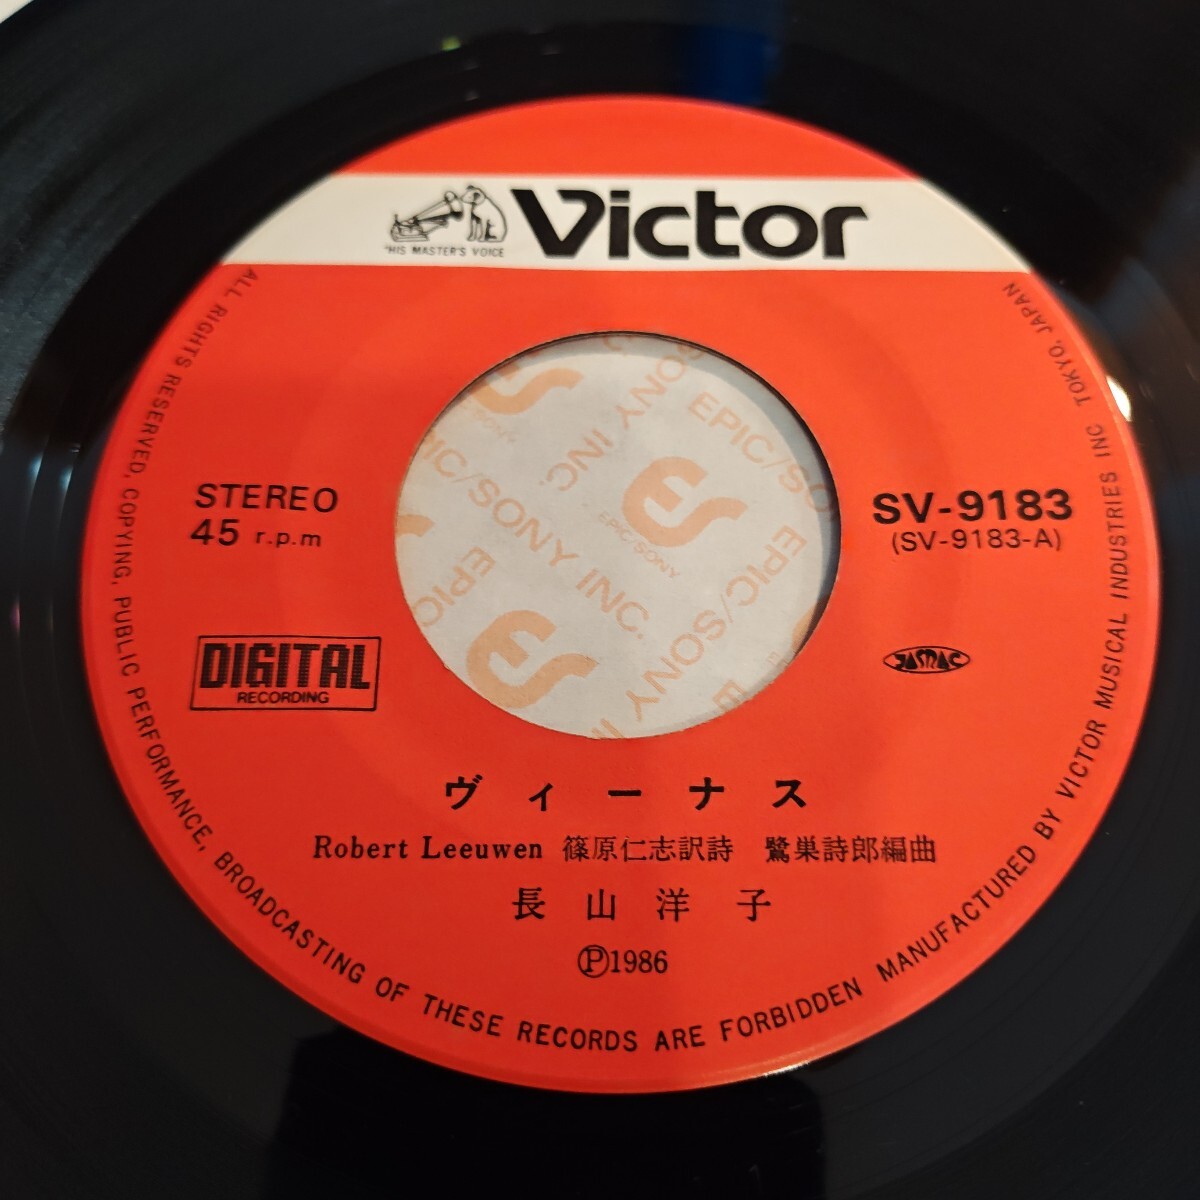 Victor
"HIS MASTER'S VOICE"
STEREO
45 r.p.m
SV-9183
(SV-9183-A)
DIGITAL
RECORDING
JASRAC
EPIC/SONY INC.
EPIC/SONY
ヴィーナス
Robert Leeuwen 篠原仁志訳詩 鷺巣詩郎編曲
長山洋子
Ⓟ1986
ALL RIGHTS RESERVED, COPYING, PUBLIC PERFORMANCE, BROADCASTING OF THESE RECORDS ARE FORBIDDEN MANUFACTURED BY VICTOR MUSICAL INDUSTRIES INC TOKYO, JAPAN